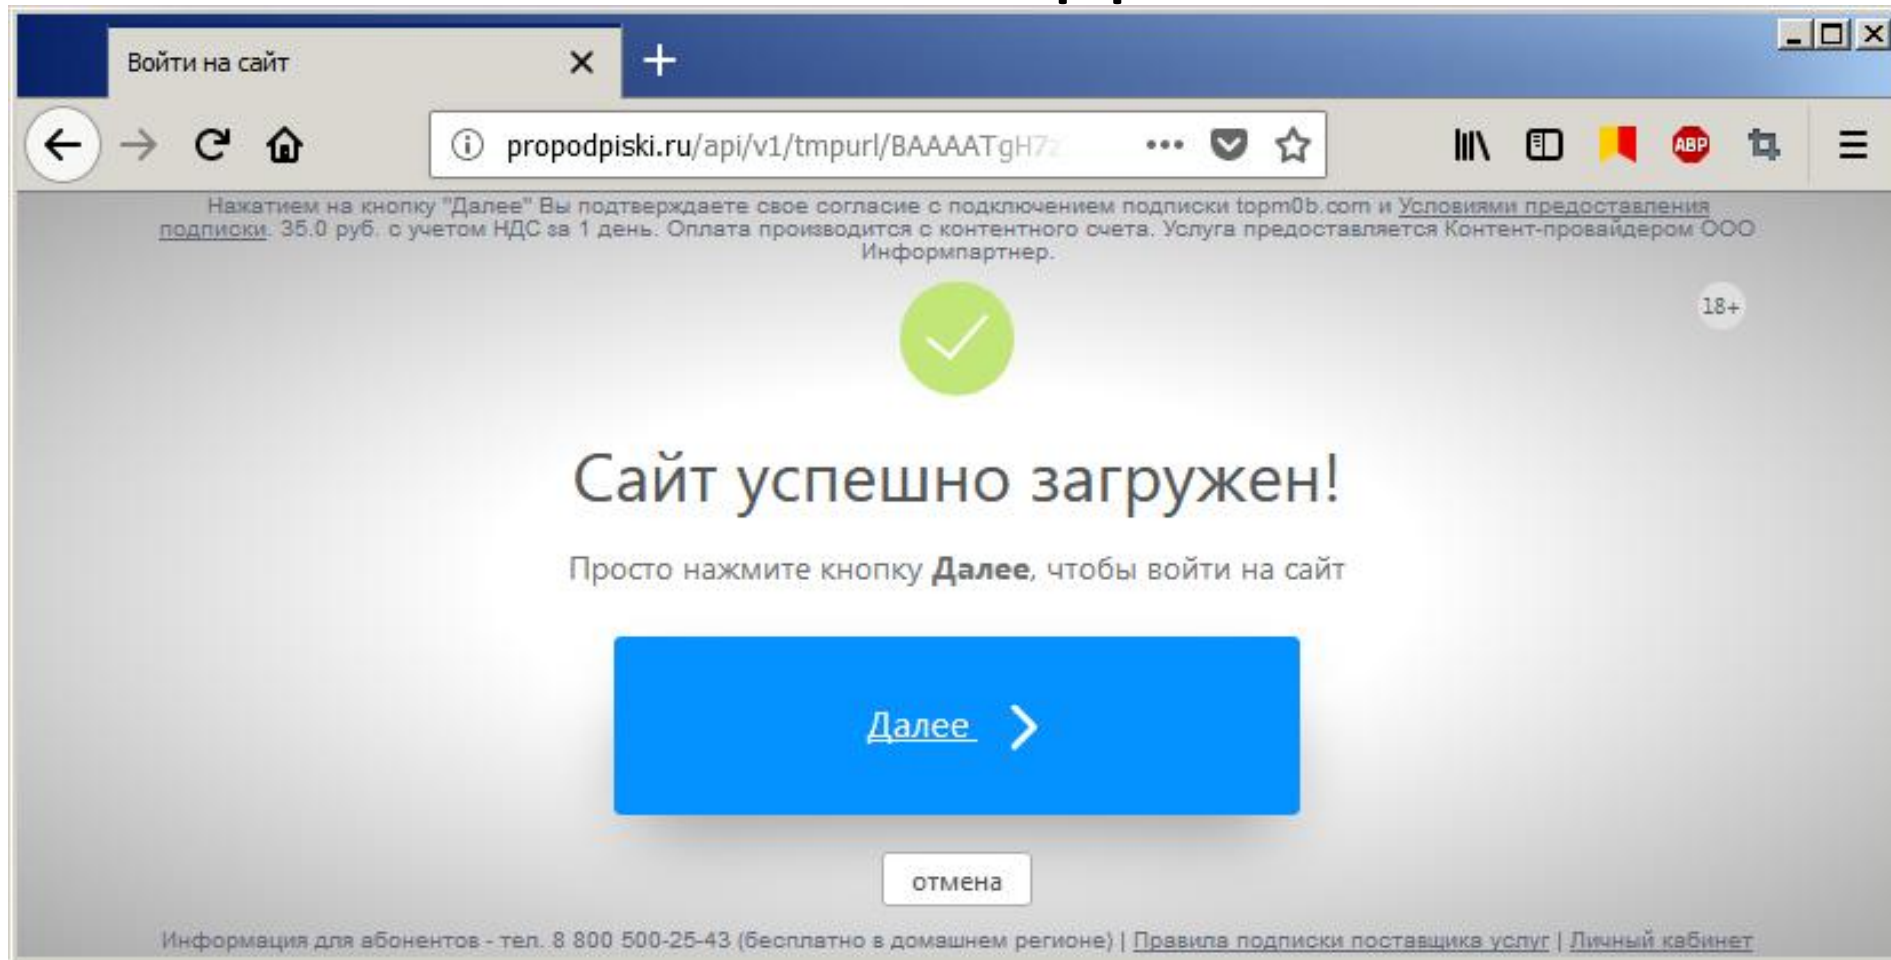 Войти на сайт
propodpiski.ru/api/v1/tmpurl/BAAAATgH7z
ABP
Нажатием на кнопку "Далее" Вы подтверждаете свое согласие с подключением подписки topm0b.com и Условиями предоставления
подписки. 35.0 руб. с учетом НДС за 1 день. Оплата производится с контентного счета. Услуга предоставляется Контент-провайдером ООО
Информпартнер.
18+
Сайт успешно загружен!
Просто нажмите кнопку Далее, чтобы войти на сайт
Далее
отмена
Информация для абонентов - тел. 8 800 500-25-43 (бесплатно в домашнем регионе) | Правила подписки поставщика услуг | Личный кабинет